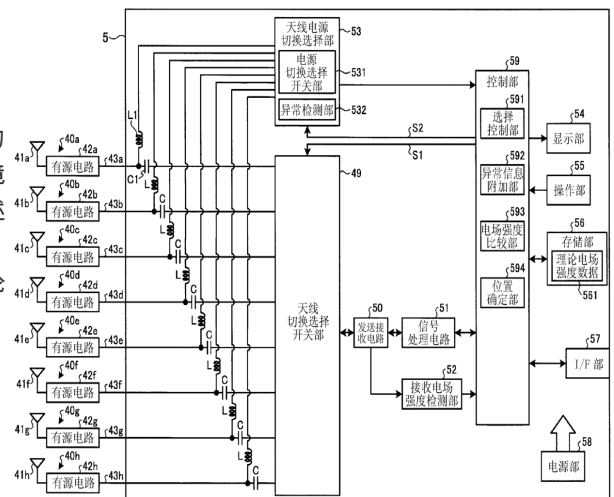 5
天线电源
切换选择部
53
电源
切换选择
开关部
531
异常检测部
532
59
控制部
591
选择
控制部
592
异常信息
附加部
593
电场强度
比较部
594
位置
确定部
54
显示部
55
操作部
56
存储部
理论电场
强度数据
561
57
I/F部
58
电源部
S2
S1
49
天线
切换选择
开关部
50
发送接
收电路
51
信号
处理电路
52
接收电场
强度检测部
L1
C1
40a
41a
42a
有源电路
43a
L
40b
41b
42b
有源电路
43b
C
L
40c
41c
42c
有源电路
43c
C
L
40d
41d
42d
有源电路
43d
C
L
40e
41e
42e
有源电路
43e
C
L
40f
41f
42f
有源电路
43f
C
L
40g
41g
42g
有源电路
43g
C
L
40h
41h
42h
有源电路
43h
C